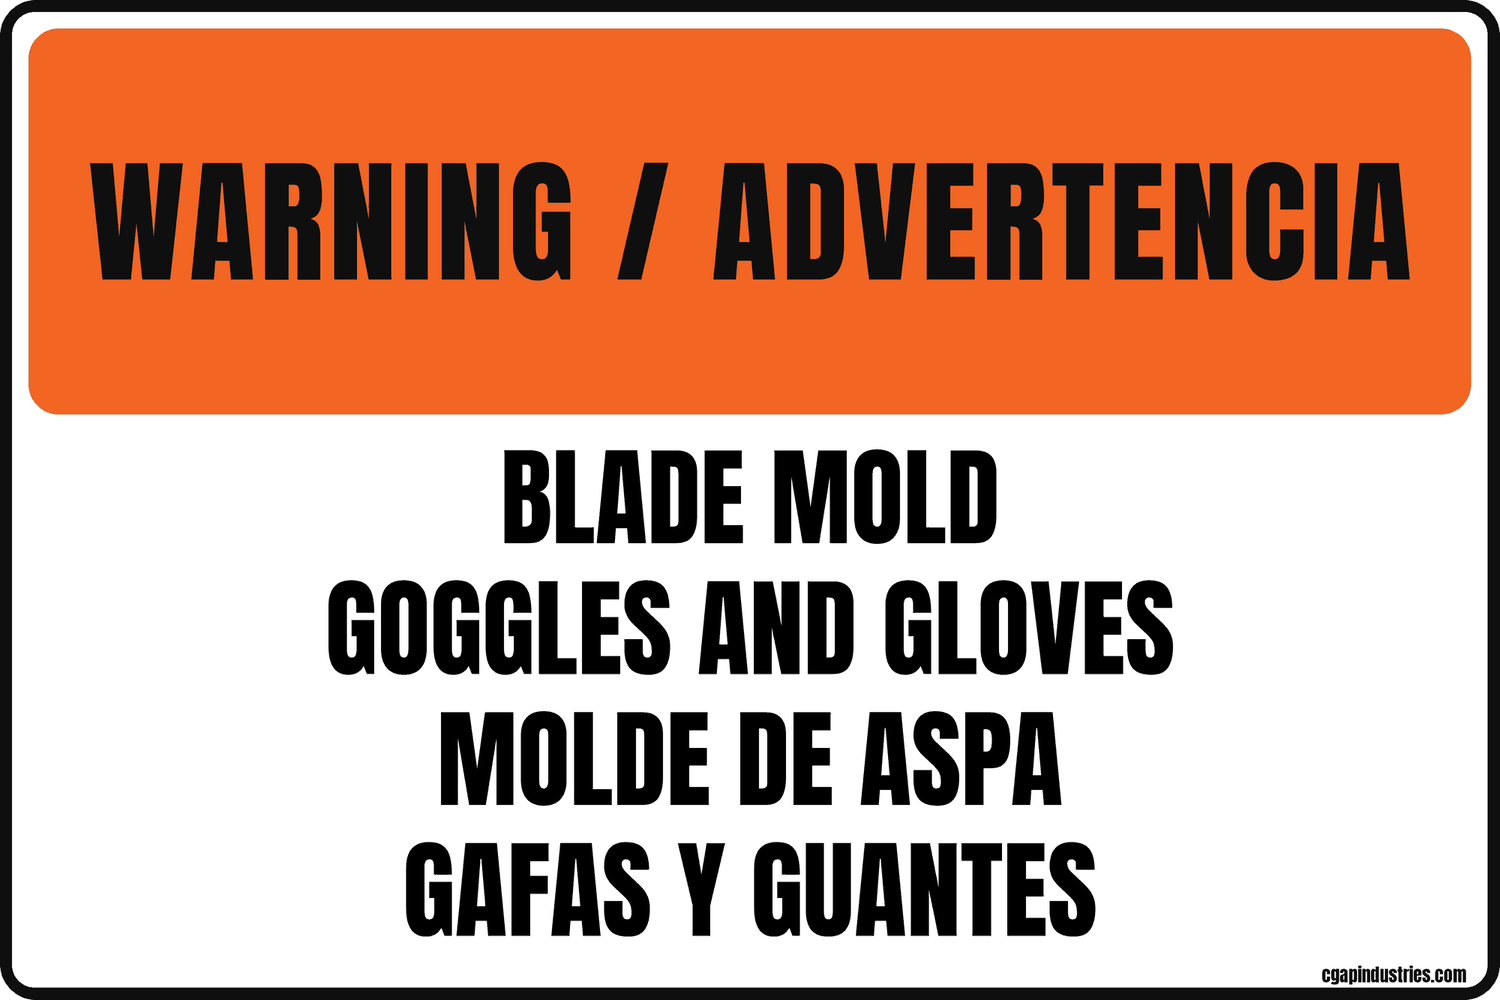 WARNING / ADVERTENCIA
BLADE MOLD
GOGGLES AND GLOVES
MOLDE DE ASPA
GAFAS Y GUANTES
cgapindustries.com